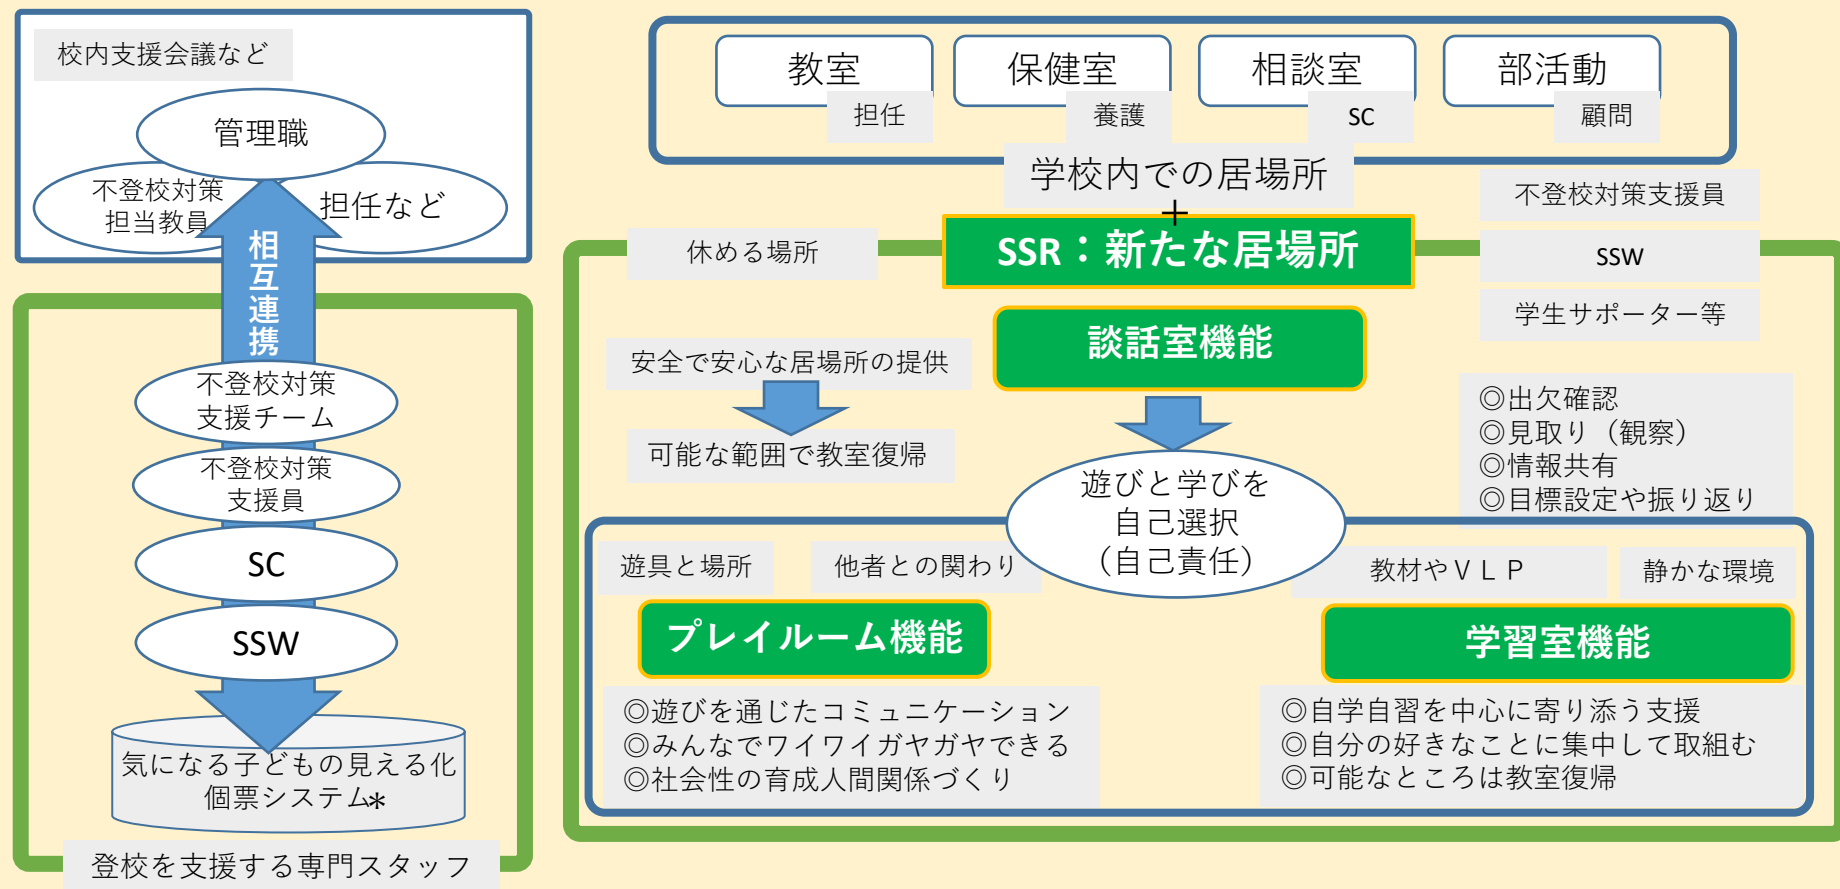 校内支援会議など
管理職
不登校対策
担当教員
担任など
相互連携
不登校対策
支援チーム
不登校対策
支援員
SC
SSW
気になる子どもの見える化
個票システム*
登校を支援する専門スタッフ
教室
担任
保健室
養護
相談室
SC
部活動
顧問
学校内での居場所
+
SSR：新たな居場所
休める場所
不登校対策支援員
SSW
学生サポーター等
談話室機能
安全で安心な居場所の提供
可能な範囲で教室復帰
◎出欠確認
◎見取り（観察）
◎情報共有
◎目標設定や振り返り
遊びと学びを
自己選択
（自己責任）
遊具と場所
他者との関わり
プレイルーム機能
◎遊びを通じたコミュニケーション
◎みんなでワイワイガヤガヤできる
◎社会性の育成人間関係づくり
教材やＶＬＰ
静かな環境
学習室機能
◎自学自習を中心に寄り添う支援
◎自分の好きなことに集中して取組む
◎可能なところは教室復帰